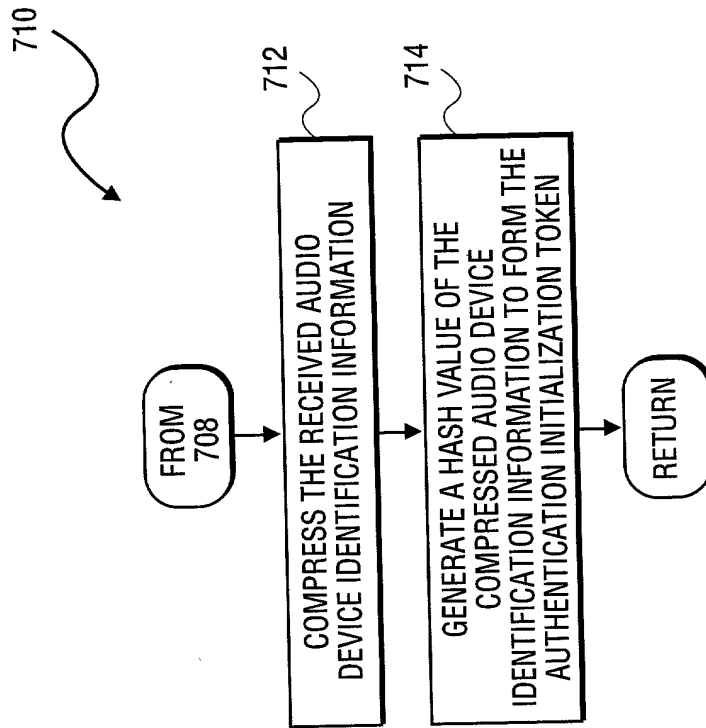 710
FROM
708
712
COMPRESS THE RECEIVED AUDIO
DEVICE IDENTIFICATION INFORMATION
714
GENERATE A HASH VALUE OF THE
COMPRESSED AUDIO DEVICE
IDENTIFICATION INFORMATION TO FORM THE
AUTHENTICATION INITIALIZATION TOKEN
RETURN